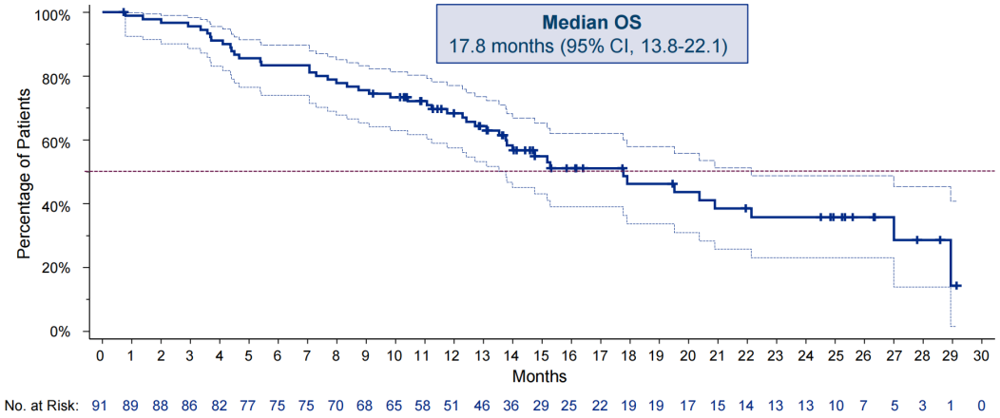 Median OS
17.8 months (95% CI, 13.8-22.1)
100%
80%
60%
40%
20%
0%
Percentage of Patients
0 1 2 3 4 5 6 7 8 9 10 11 12 13 14 15 16 17 18 19 20 21 22 23 24 25 26 27 28 29 30
Months
No. at Risk: 91 89 88 86 82 77 75 75 70 68 65 58 51 46 36 29 25 22 19 19 17 15 14 13 13 10 7 5 3 1 0